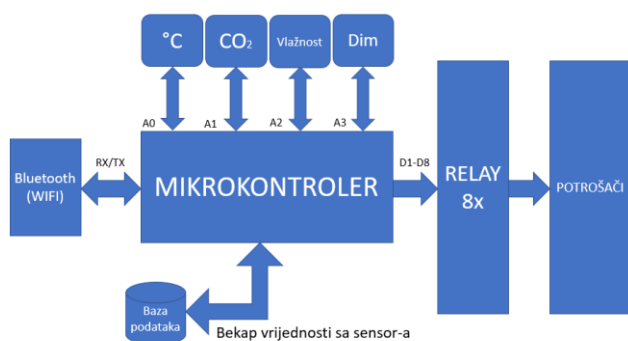 °C
CO₂
Vlažnost
Dim
A0
A1
A2
A3
Bluetooth
(WIFI)
RX/TX
MIKROKONTROLER
D1-D8
RELAY
8x
POTROŠAČI
Baza
podataka
Bekap vrijednosti sa sensor-a